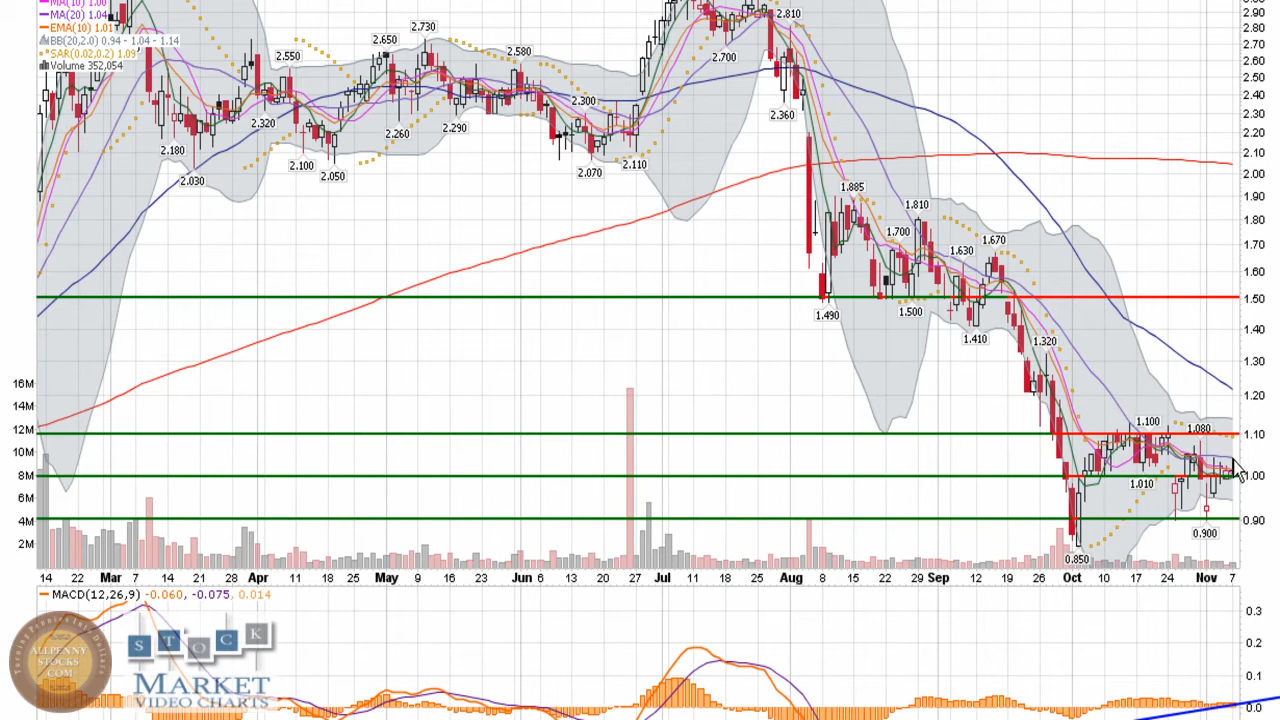 MA(10) 1.00
MA(20) 1.04
EMA(10) 1.01
BB(20,2.0) 0.94 - 1.04 - 1.14
SAR(0.02,0.2) 1.09
Volume 352,054
2.90
2.80
2.70
2.60
2.50
2.40
2.30
2.20
2.10
2.00
1.90
1.80
1.70
1.60
1.50
1.40
1.30
1.20
1.10
1.00
0.90
2.180
2.030
2.320
2.550
2.100
2.050
2.650
2.260
2.730
2.290
2.580
2.300
2.070
2.110
2.700
2.810
2.360
1.490
1.885
1.700
1.500
1.810
1.630
1.410
1.670
1.320
0.850
1.100
1.010
1.080
0.900
16M
14M
12M
10M
8M
6M
4M
2M
14 22 Mar 7 14 21 28 Apr 11 18 25 May 9 16 23 Jun 6 13 20 27 Jul 11 18 25 Aug 8 15 22 29 Sep 12 19 26 Oct 10 17 24 Nov 7
MACD(12,26,9) -0.060, -0.075, 0.014
0.3
0.2
0.1
0.0
Turning Pennies Into Dollars
ALLPENNY
STOCKS
.COM
STOCK
MARKET
VIDEO CHARTS